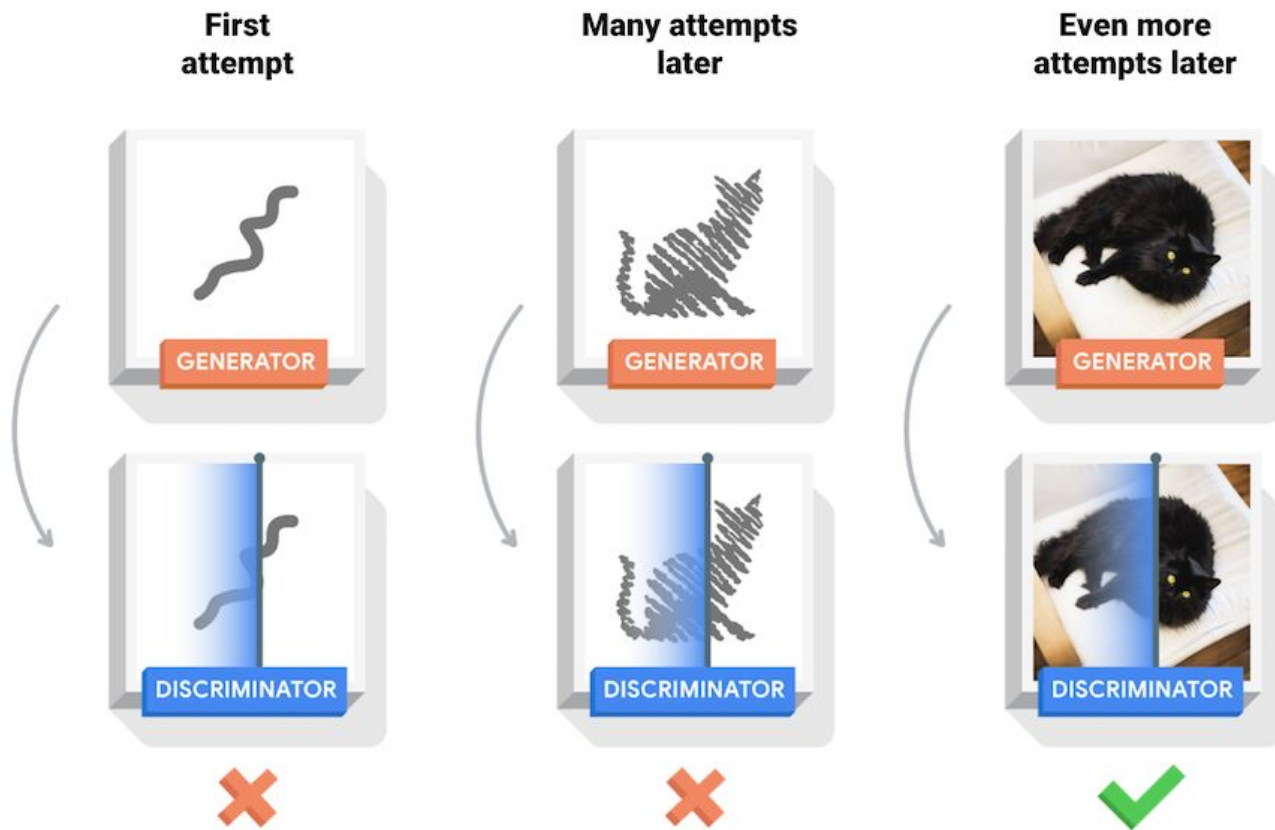 First
attempt
Many attempts
later
Even more
attempts later
GENERATOR
GENERATOR
GENERATOR
DISCRIMINATOR
DISCRIMINATOR
DISCRIMINATOR